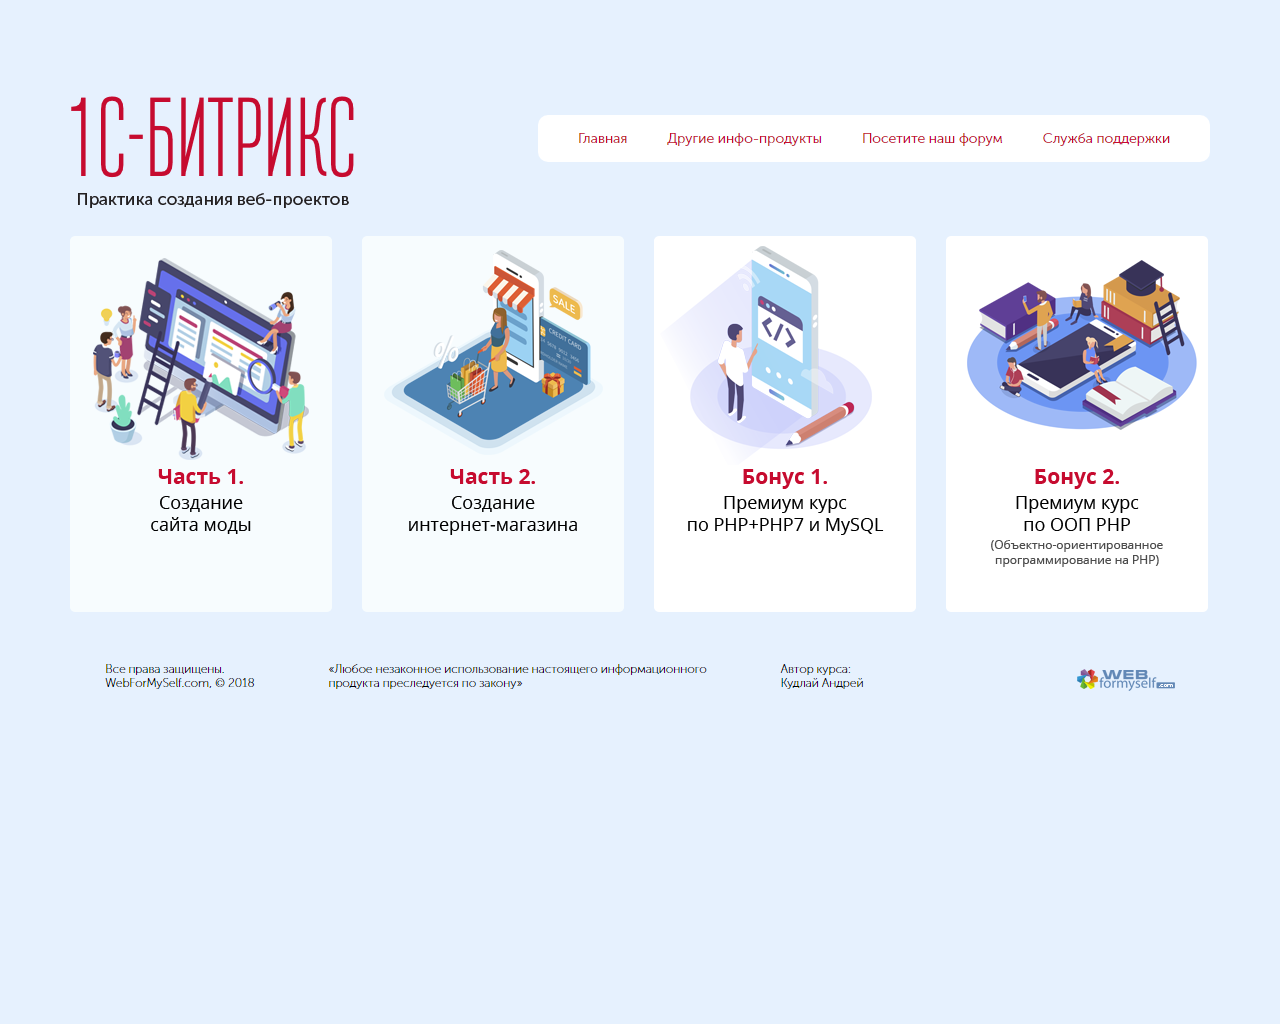 1С-БИТРИКС
Практика создания веб-проектов
Главная
Другие инфо-продукты
Посетите наш форум
Служба поддержки
SALE
CREDIT CARD
%
</>
Часть 1.
Создание
сайта моды
Часть 2.
Создание
интернет-магазина
Бонус 1.
Премиум курс
по PHP+PHP7 и MySQL
Бонус 2.
Премиум курс
по ООП PHP
(Объектно-ориентированное
программирование на PHP)
Все права защищены.
WebForMySelf.com, © 2018
«Любое незаконное использование настоящего информационного
продукта преследуется по закону»
Автор курса:
Кудлай Андрей
WEB
formyself.com